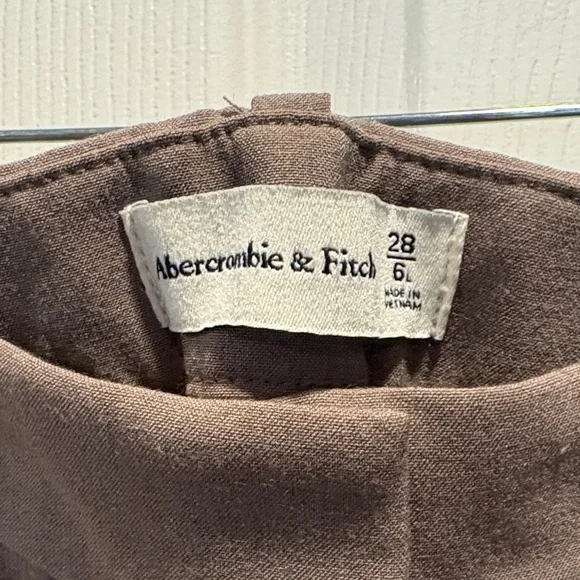 Abercrombie & Fitch
28
6L
MADE IN
VIETNAM